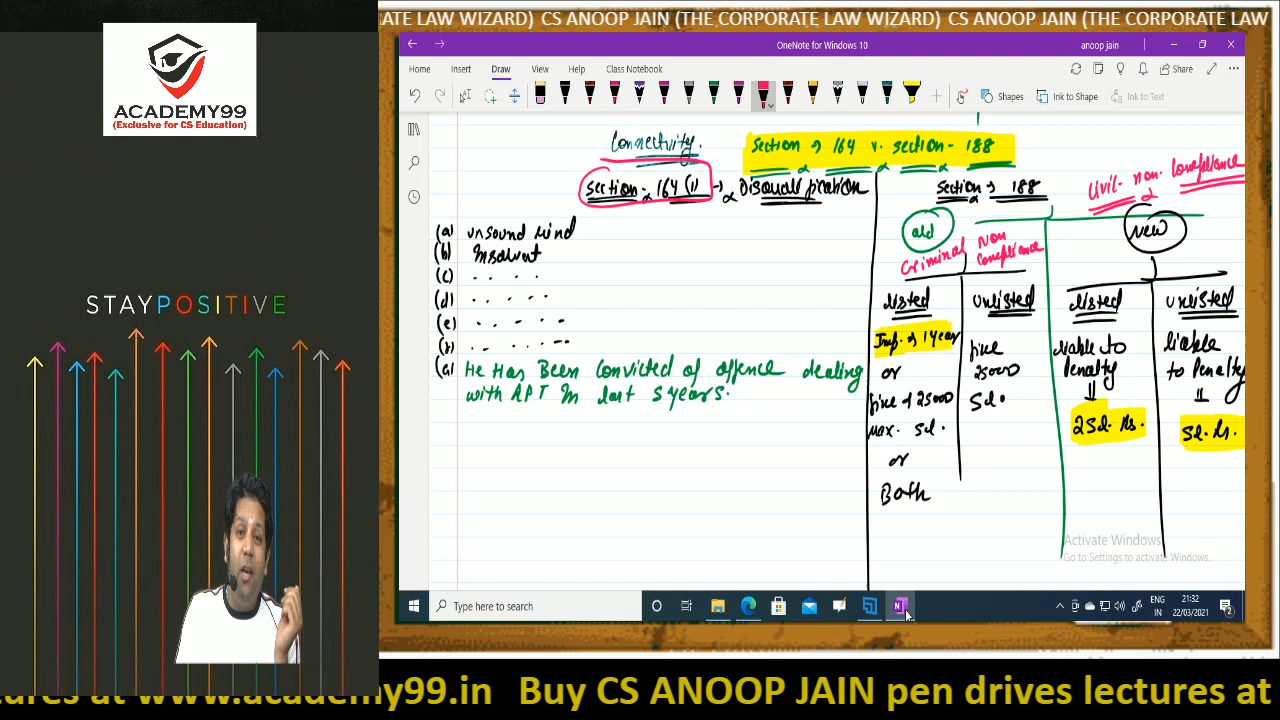 ATE LAW WIZARD) CS ANOOP JAIN (THE CORPORATE LAW WIZARD) CS ANOOP JAIN (THE CORPORATE LAW
ACADEMY99
(Exclusive for CS Education)
OneNote for Windows 10
anoop jain
Home Insert Draw View Help Class Notebook
Share
Shapes Ink to Shape Ink to Text
Connectivity.
Section → 164 v. section - 188
Section - 164 (1) → Disqualification
Section → 188
Civil- non- Compliance
(a) unsound mind
(b) Insolvent
(c) . . . . .
(d) . . . . .
(e) . . . . .
(f) . . . . .
(g) He Has Been Convicted of offence dealing
with RPT In last 5 years.
old
Criminal Non Compliance
New
Listed
Unlisted
Listed
unlisted
Imp. of 1 year
or
fine of 25000
Max. 5l.
or
Both
fine
25000
5l.
liable to
Penalty
=
25l. Rs.
liable
to Penalty
=
5l. Rs.
STAYPOSITIVE
Activate Windows
Go to Settings to activate Windows.
Type here to search
ENG
IN
21:32
22/03/2021
2
tures at www.academy99.in Buy CS ANOOP JAIN pen drives lectures at